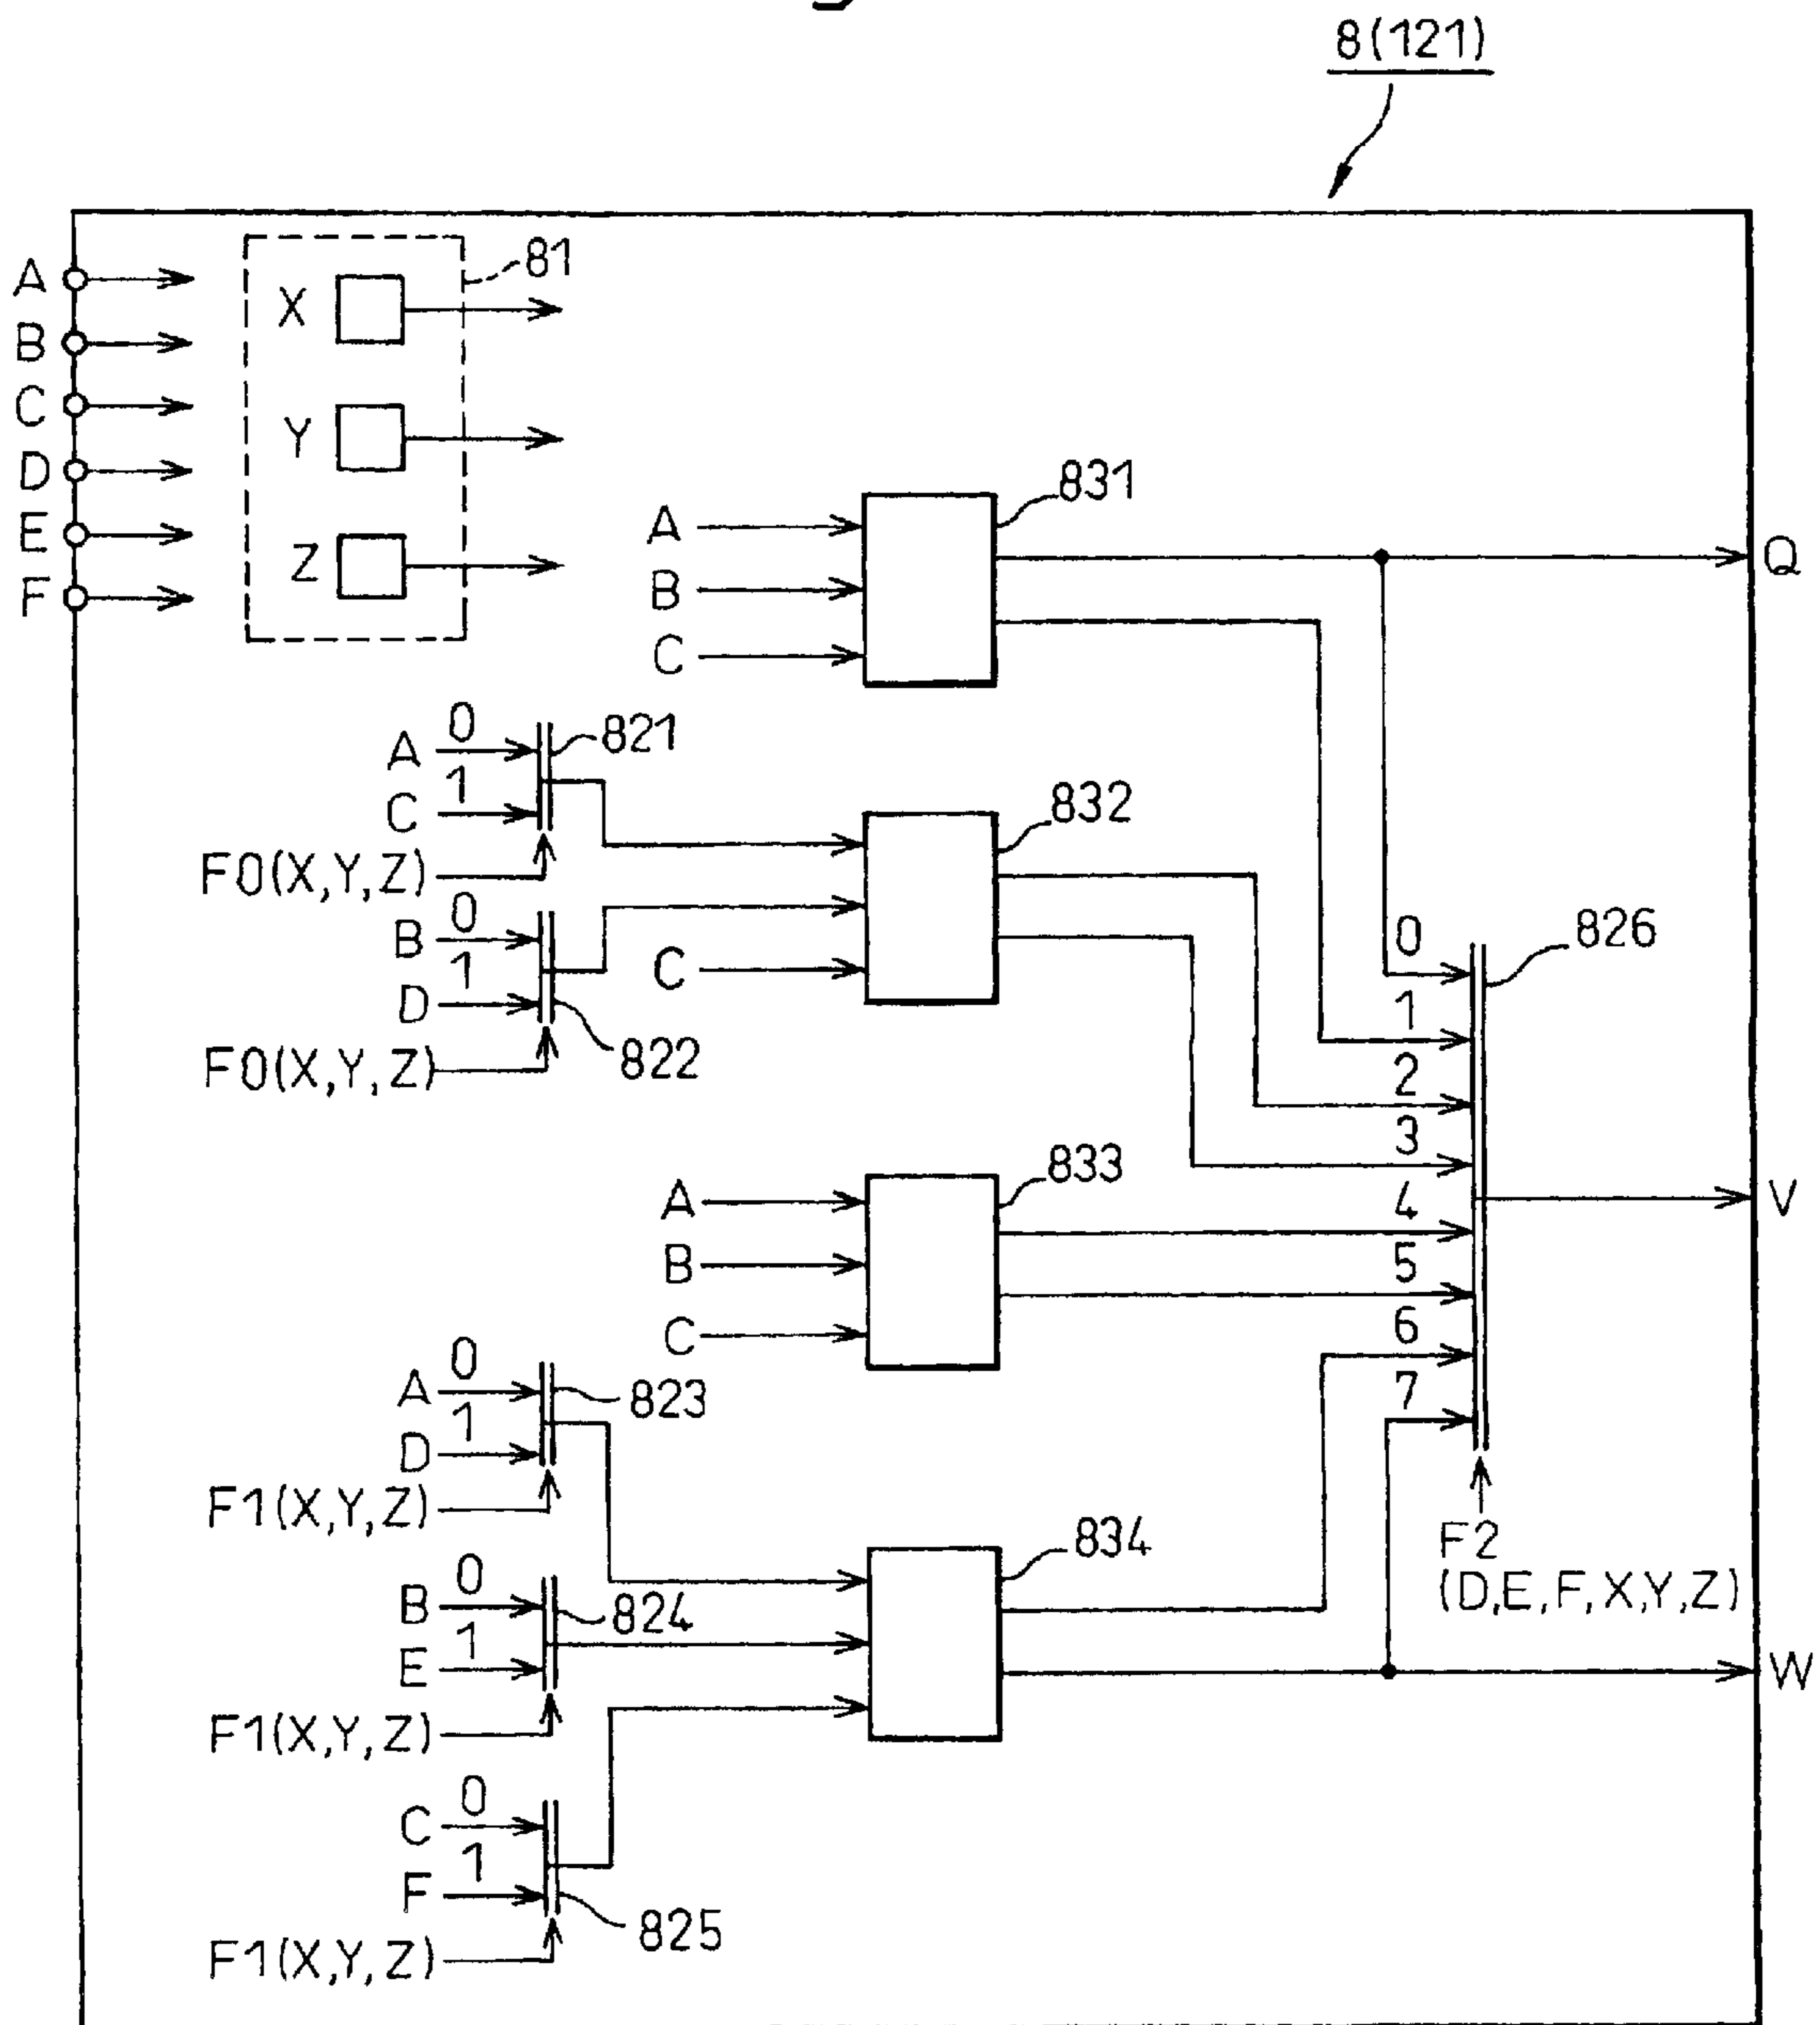 8(121)
A
B
C
D
E
F
81
X
Y
Z
831
A
B
C
Q
821
A 0
C 1
F0(X,Y,Z)
832
B 0
D 1
C
822
F0(X,Y,Z)
826
0
1
2
3
4
5
6
7
V
833
A
B
C
823
A 0
D 1
F1(X,Y,Z)
834
F2
(D,E,F,X,Y,Z)
B 0
E 1
824
F1(X,Y,Z)
W
C 0
F 1
825
F1(X,Y,Z)